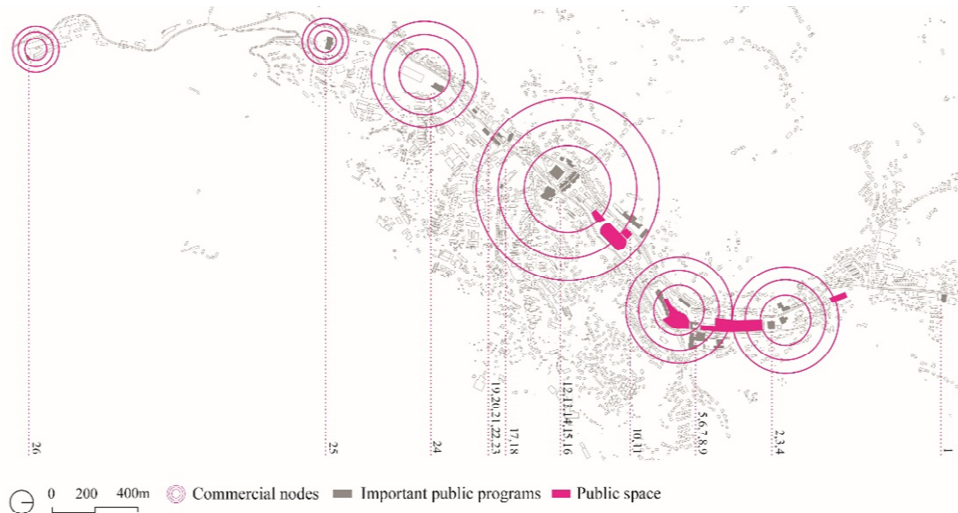 26
25
24
19,20,21,22,23
17,18
12,13,14,15,16
10,11
5,6,7,8,9
2,3,4
1
0 200 400m
Commercial nodes
Important public programs
Public space